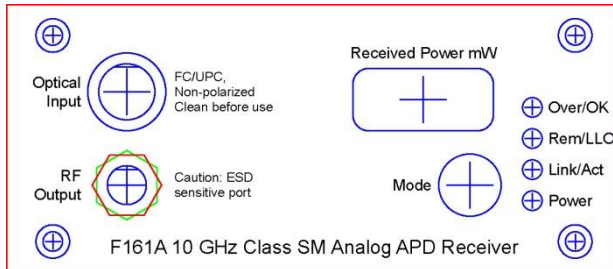 Received Power mW
Optical
Input
FC/UPC,
Non-polarized
Clean before use
Over/OK
Rem/LLO
Link/Act
Power
RF
Output
Caution: ESD
sensitive port
Mode
F161A 10 GHz Class SM Analog APD Receiver